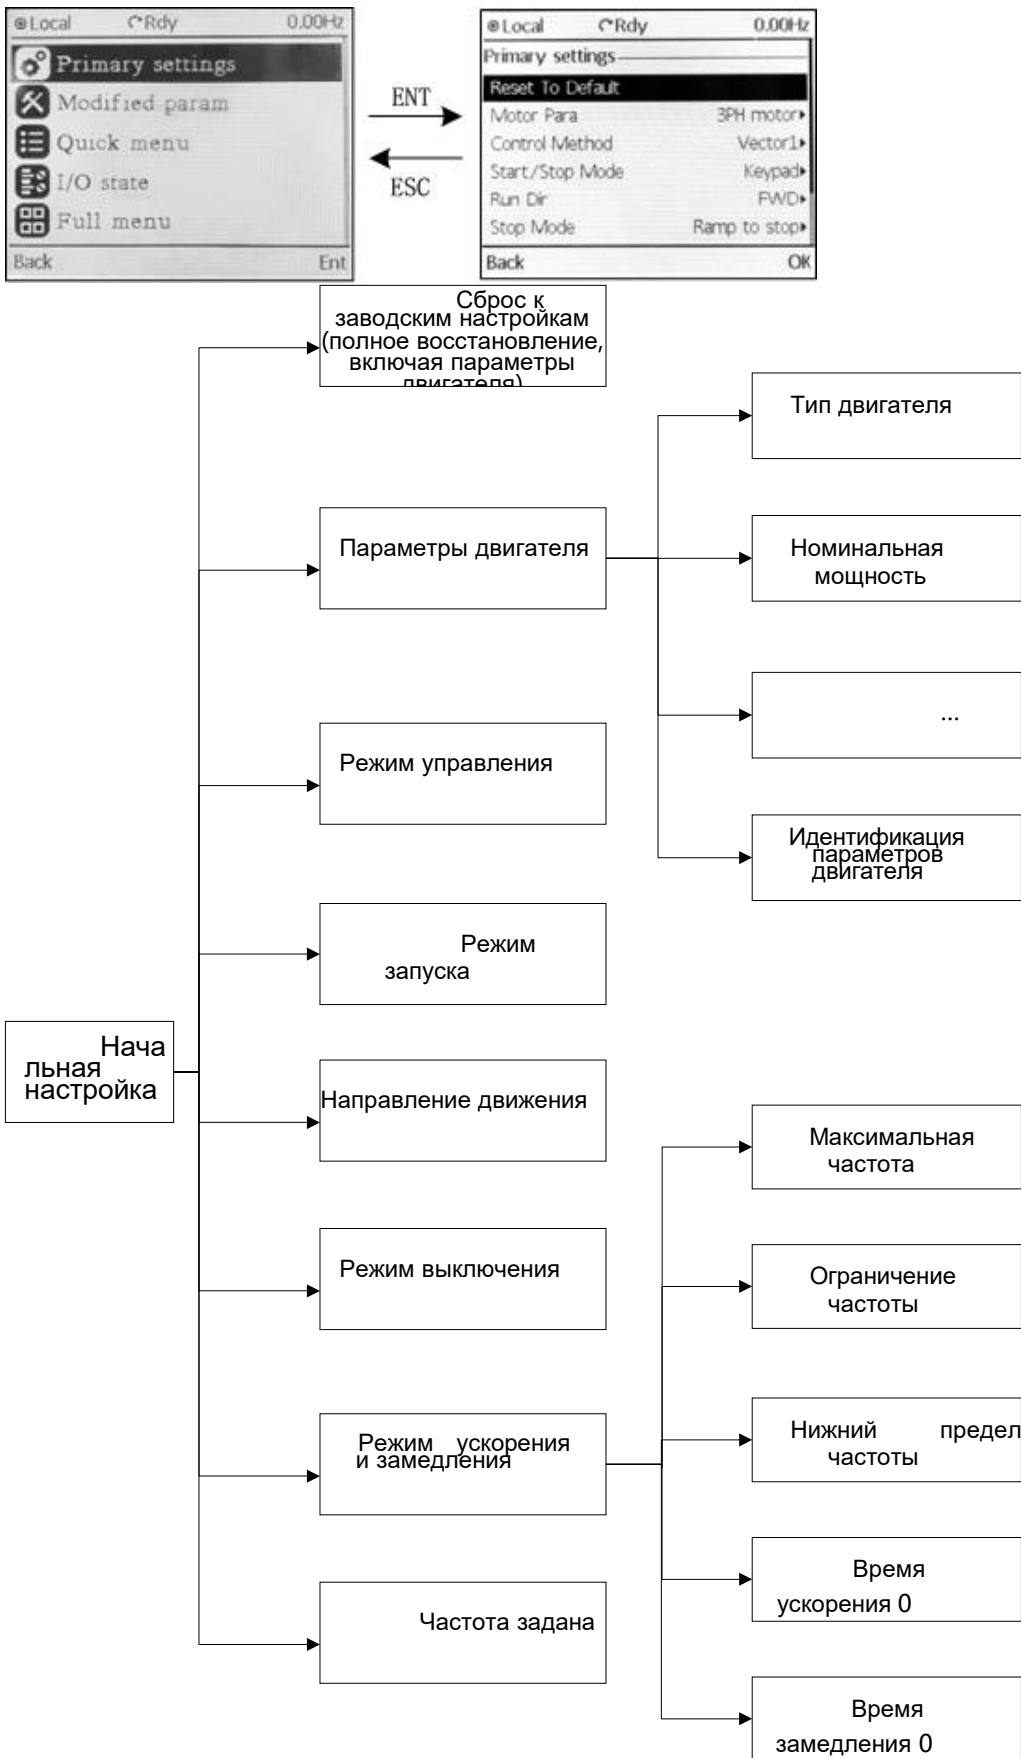 Local Rdy 0.00Hz
Primary settings
Modified param
Quick menu
I/O state
Full menu
Back Ent
ENT
ESC
Local Rdy 0.00Hz
Primary settings
Reset To Default
Motor Para 3PH motor
Control Method Vector1
Start/Stop Mode Keypad
Run Dir FWD
Stop Mode Ramp to stop
Back OK
Сброс к
заводским настройкам
(полное восстановление,
включая параметры
двигателя)
Тип двигателя
Параметры двигателя
Номинальная
мощность
...
Режим управления
Идентификация
параметров
двигателя
Режим
запуска
Нача
льная
настройка
Направление движения
Максимальная
частота
Режим выключения
Ограничение
частоты
Режим ускорения
и замедления
Нижний предел
частоты
Время
ускорения 0
Частота задана
Время
замедления 0